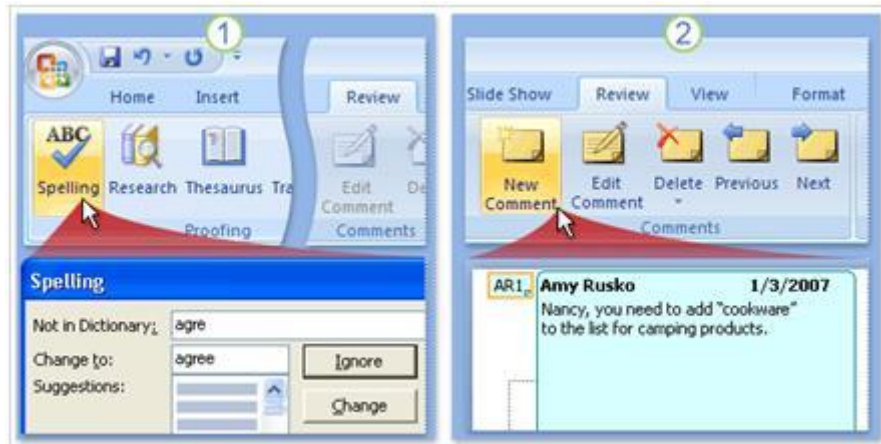 1
Home Insert Review
ABC
Spelling Research Thesaurus Tra Edit Comment De
Proofing Comments
Spelling
Not in Dictionary: agre
Change to: agree Ignore
Suggestions: Change
2
Slide Show Review View Format
New Comment Edit Comment Delete Previous Next
Comments
AR1 Amy Rusko 1/3/2007
Nancy, you need to add "cookware"
to the list for camping products.